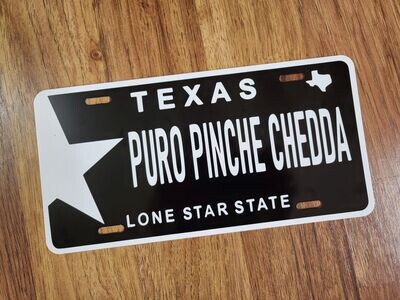 TEXAS
PURO PINCHE CHEDDA
LONE STAR STATE